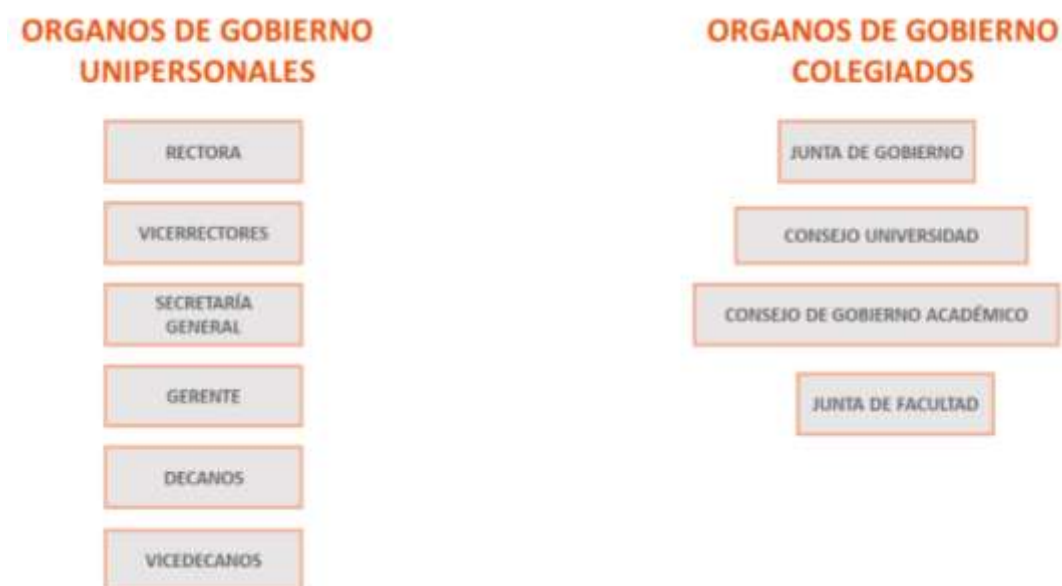 ORGANOS DE GOBIERNO
UNIPERSONALES
RECTORA
VICERRECTORES
SECRETARÍA
GENERAL
GERENTE
DECANOS
VICEDECANOS
ORGANOS DE GOBIERNO
COLEGIADOS
JUNTA DE GOBIERNO
CONSEJO UNIVERSIDAD
CONSEJO DE GOBIERNO ACADÉMICO
JUNTA DE FACULTAD